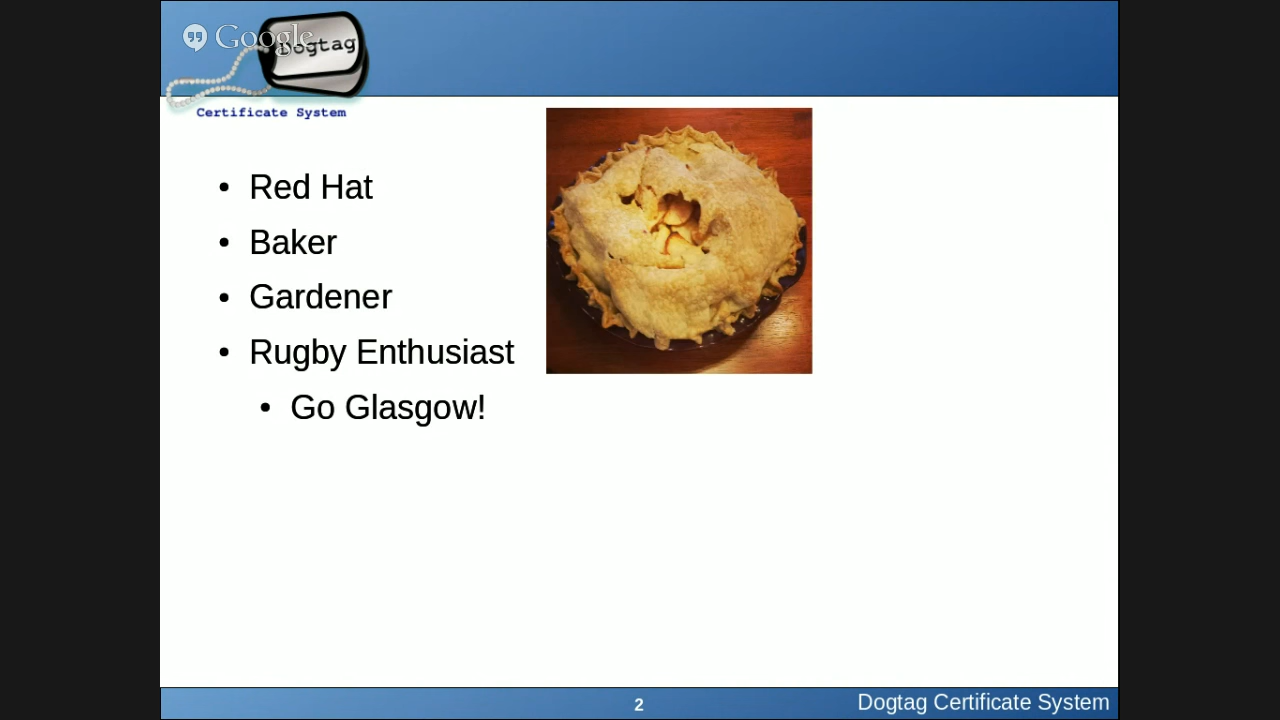 Google
Dogtag
Certificate System
• Red Hat
• Baker
• Gardener
• Rugby Enthusiast
• Go Glasgow!
2
Dogtag Certificate System